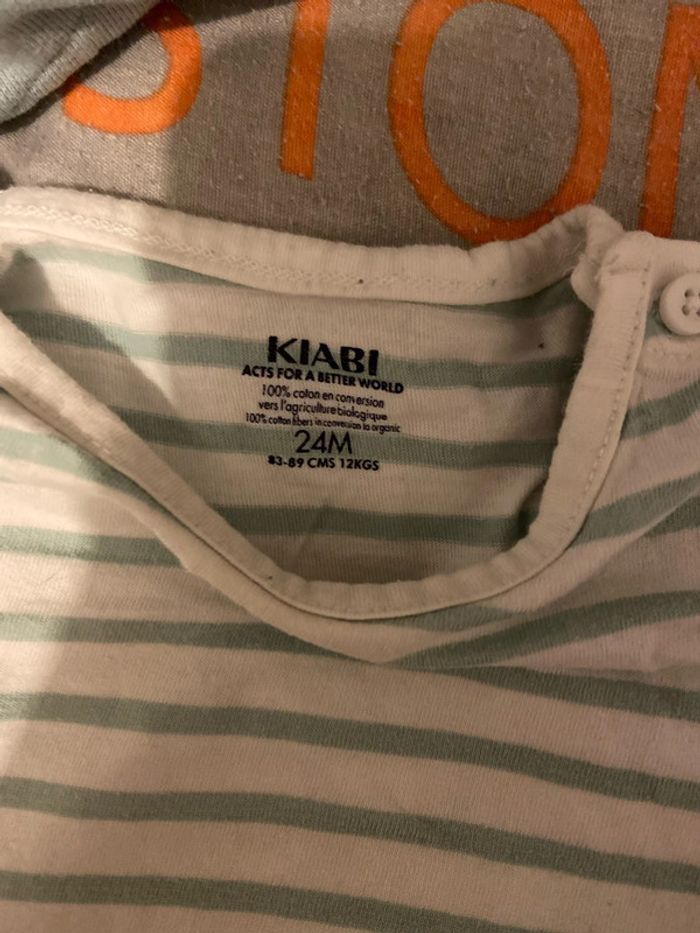 STON
KIABI
ACTS FOR A BETTER WORLD
100% coton en conversion
vers l'agriculture biologique
100% cotton fibers in conversion to organic
24M
83-89 CMS 12KGS